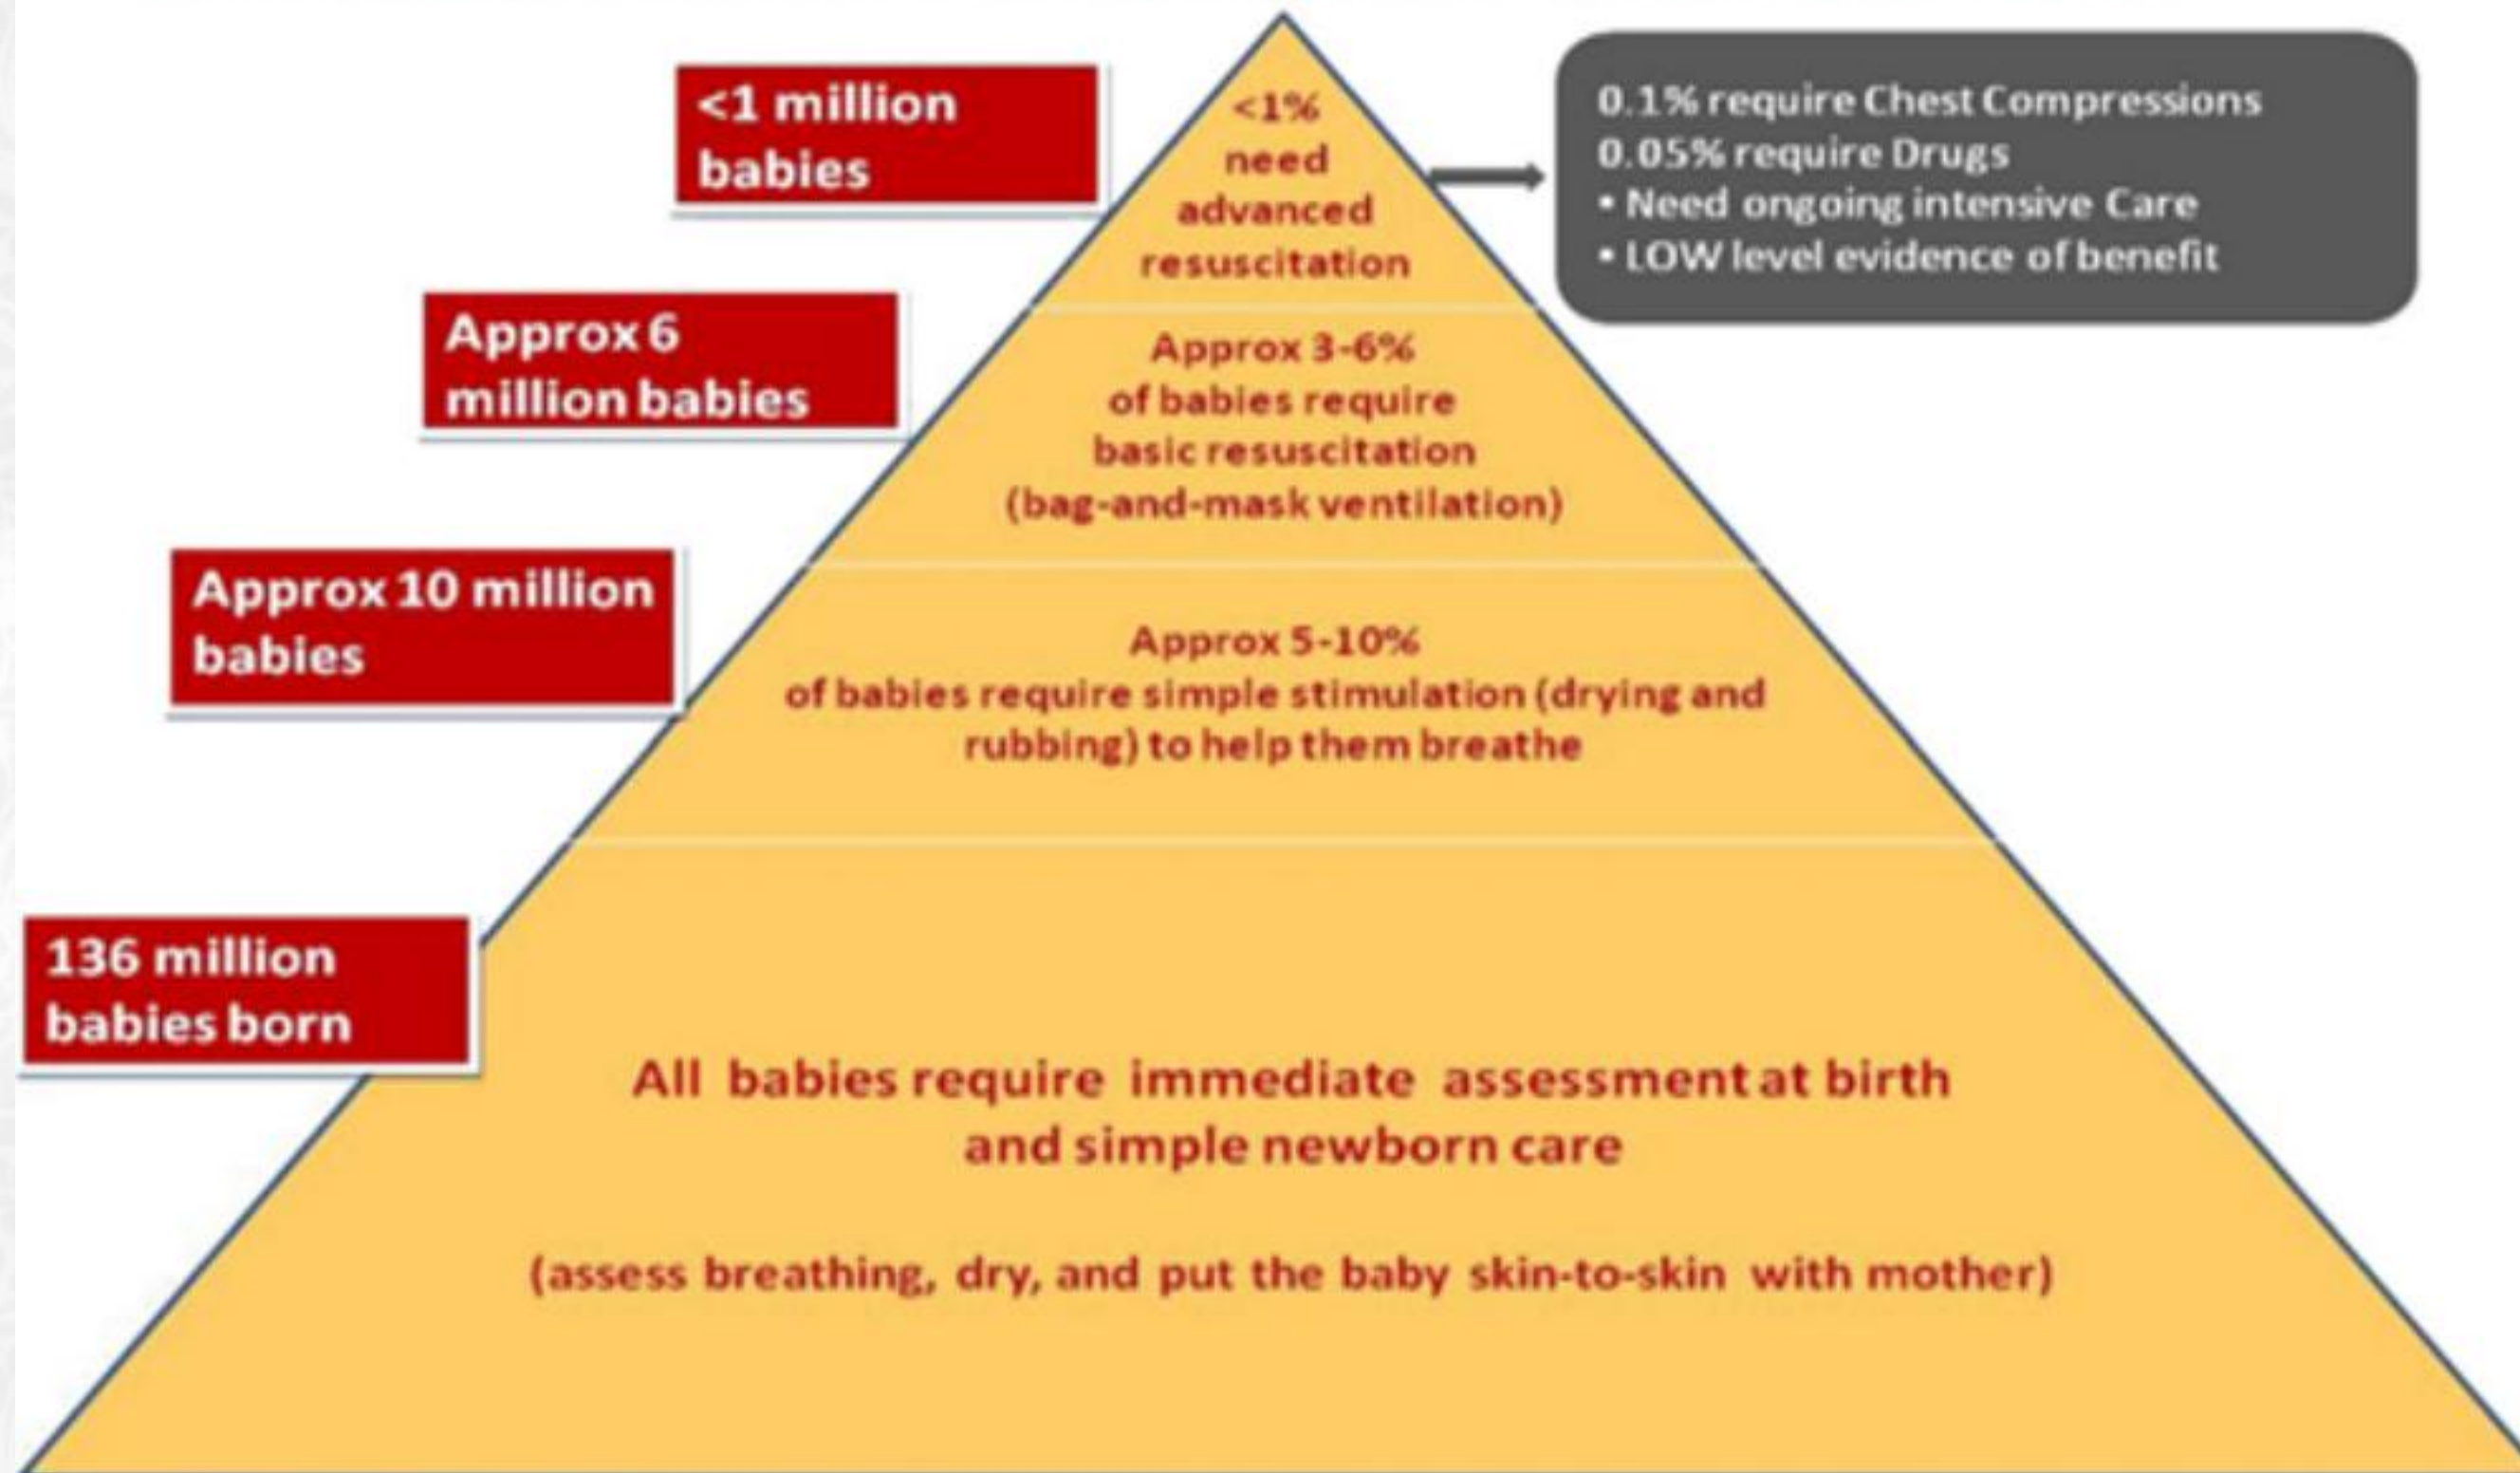 <1 million
babies
<1%
need
advanced
resuscitation
0.1% require Chest Compressions
0.05% require Drugs
• Need ongoing intensive Care
• LOW level evidence of benefit
Approx 6
million babies
Approx 3-6%
of babies require
basic resuscitation
(bag-and-mask ventilation)
Approx 10 million
babies
Approx 5-10%
of babies require simple stimulation (drying and
rubbing) to help them breathe
136 million
babies born
All babies require immediate assessment at birth
and simple newborn care
(assess breathing, dry, and put the baby skin-to-skin with mother)